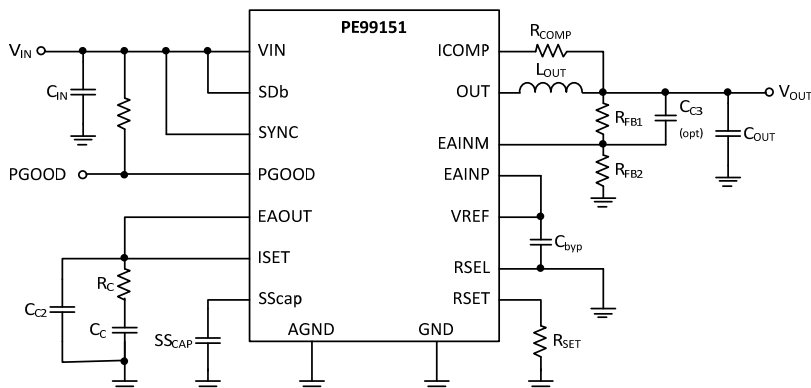 PE99151
VIN
VIN
ICOMP
RCOMP
LOUT
CIN
SDb
OUT
VOUT
SYNC
RFB1
CC3
(opt)
COUT
EAINM
PGOOD
PGOOD
EAINP
RFB2
EAOUT
VREF
Cbyp
ISET
RSEL
RC
SScap
RSET
CC2
CC
SSCAP
AGND
GND
RSET